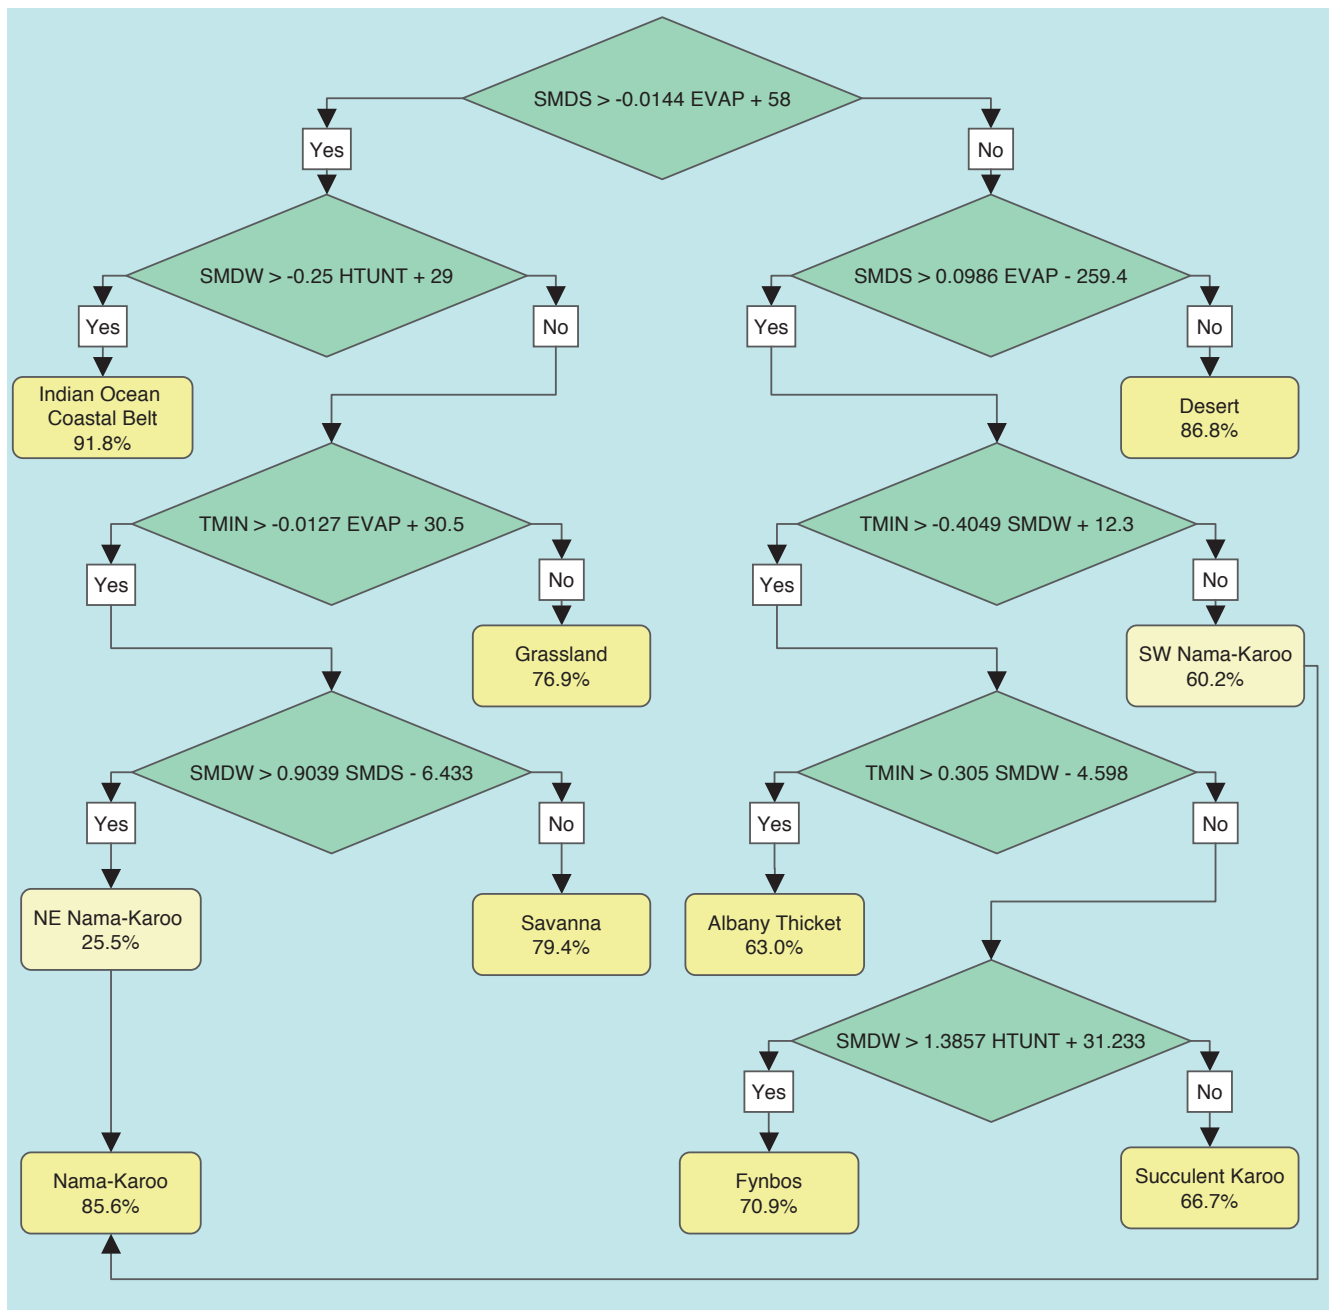 SMDS > -0.0144 EVAP + 58
Yes
No
SMDW > -0.25 HTUNT + 29
SMDS > 0.0986 EVAP - 259.4
Yes
No
Yes
No
Indian Ocean
Coastal Belt
91.8%
Desert
86.8%
TMIN > -0.0127 EVAP + 30.5
TMIN > -0.4049 SMDW + 12.3
Yes
No
Yes
No
Grassland
76.9%
SW Nama-Karoo
60.2%
SMDW > 0.9039 SMDS - 6.433
TMIN > 0.305 SMDW - 4.598
Yes
No
Yes
No
NE Nama-Karoo
25.5%
Savanna
79.4%
Albany Thicket
63.0%
SMDW > 1.3857 HTUNT + 31.233
Yes
No
Nama-Karoo
85.6%
Fynbos
70.9%
Succulent Karoo
66.7%